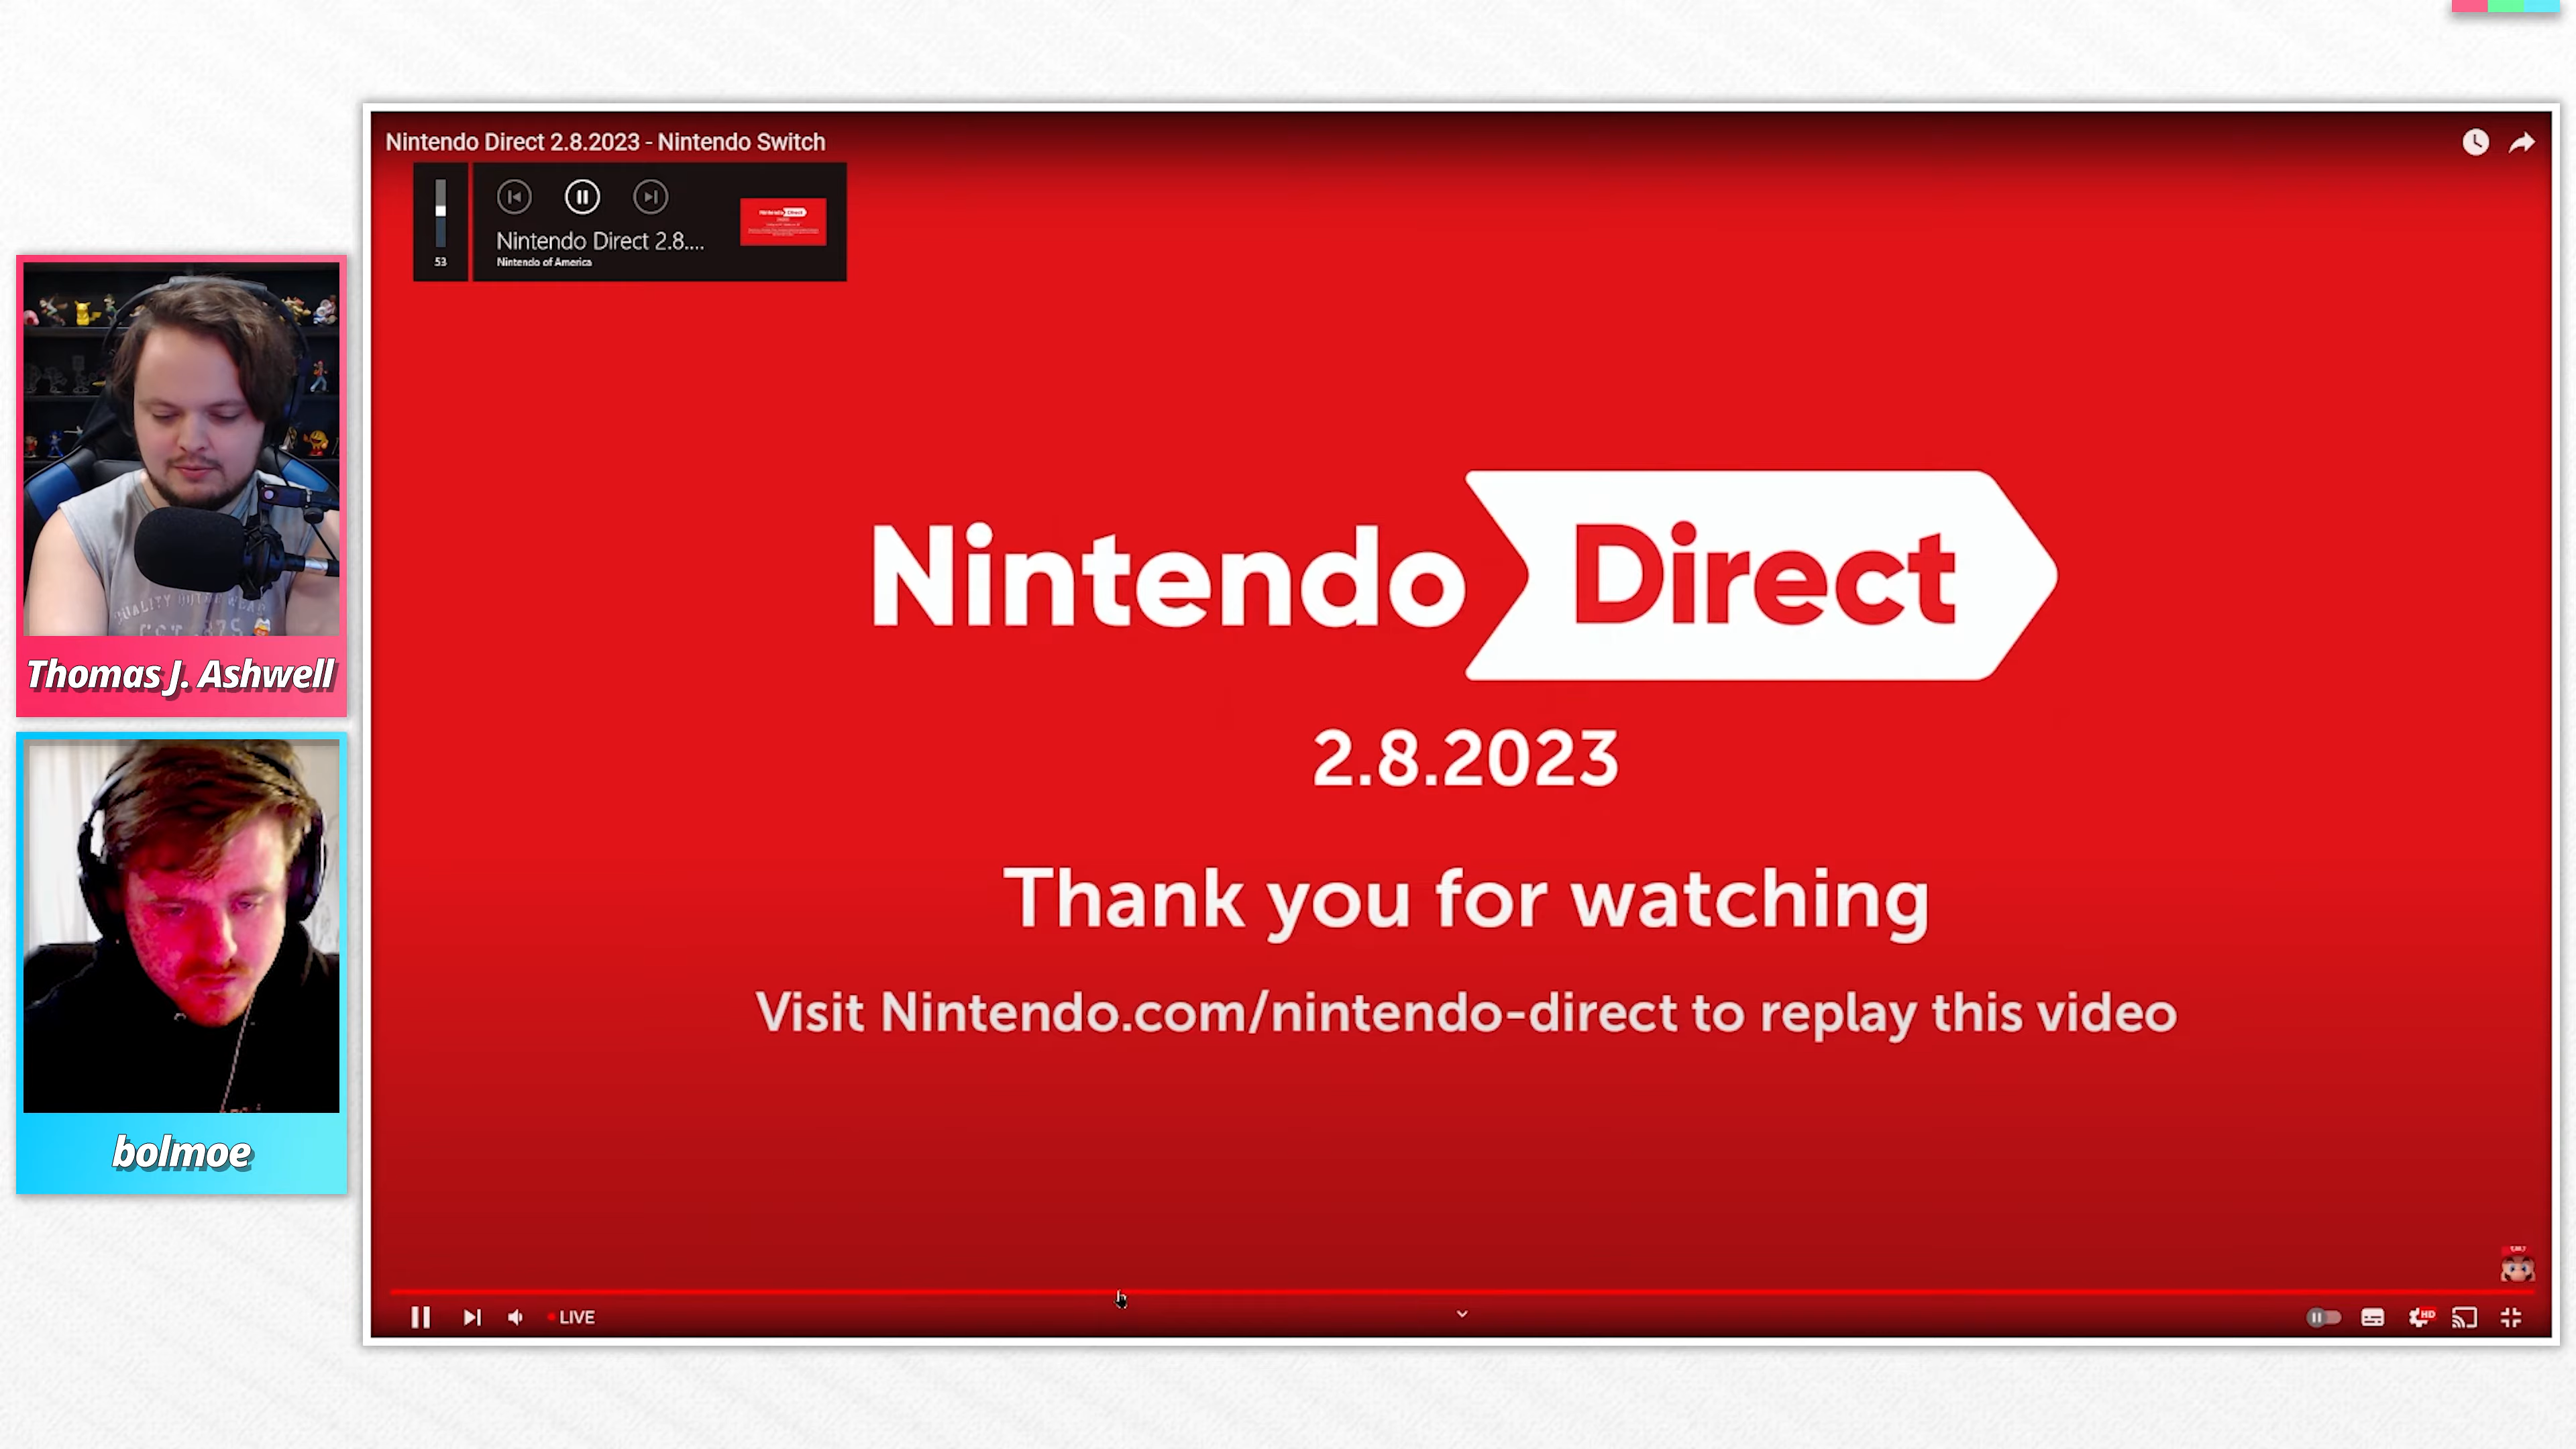 Nintendo Direct 2.8.2023 - Nintendo Switch
53
Nintendo Direct 2.8....
Nintendo of America
Thomas J. Ashwell
bolmoe
Nintendo Direct
2.8.2023
Thank you for watching
Visit Nintendo.com/nintendo-direct to replay this video
LIVE
HD